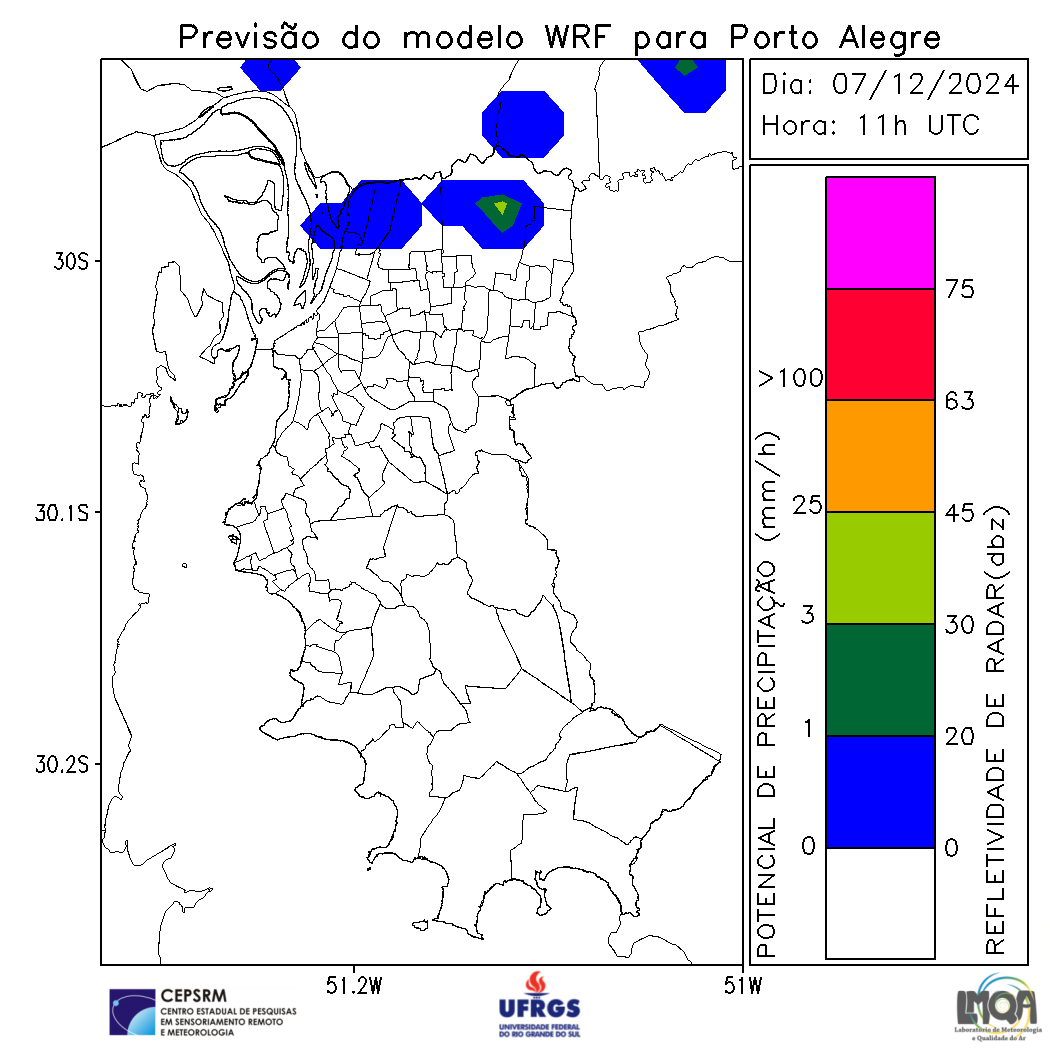 Previsão do modelo WRF para Porto Alegre
Dia: 07/12/2024
Hora: 11h UTC
30S
30.1S
30.2S
51.2W
51W
POTENCIAL DE PRECIPITAÇÃO (mm/h)
>100
25
3
1
0
75
63
45
30
20
0
REFLETIVIDADE DE RADAR(dbz)
CEPSRM
CENTRO ESTADUAL DE PESQUISAS
EM SENSORIAMENTO REMOTO
E METEOROLOGIA
UFRGS
UNIVERSIDADE FEDERAL
DO RIO GRANDE DO SUL
LMQA
Laboratório de Meteorologia
e Qualidade do Ar